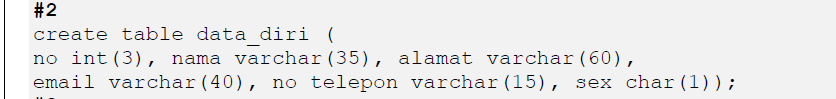 #2
create table data_diri (
no int(3), nama varchar(35), alamat varchar(60),
email varchar(40), no telepon varchar(15), sex char(1));